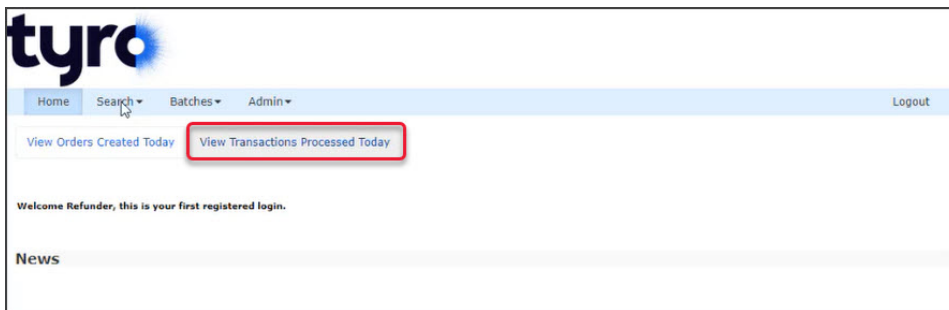 tyro
Home Search Batches Admin Logout
View Orders Created Today View Transactions Processed Today
Welcome Refunder, this is your first registered login.
News